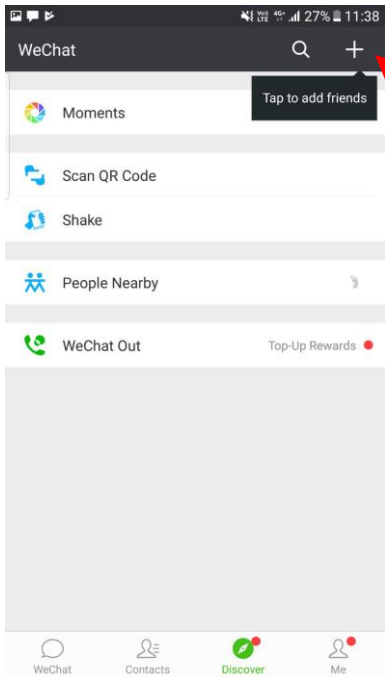 27% 11:38
WeChat
Tap to add friends
Moments
Scan QR Code
Shake
People Nearby
WeChat Out Top-Up Rewards
WeChat Contacts Discover Me